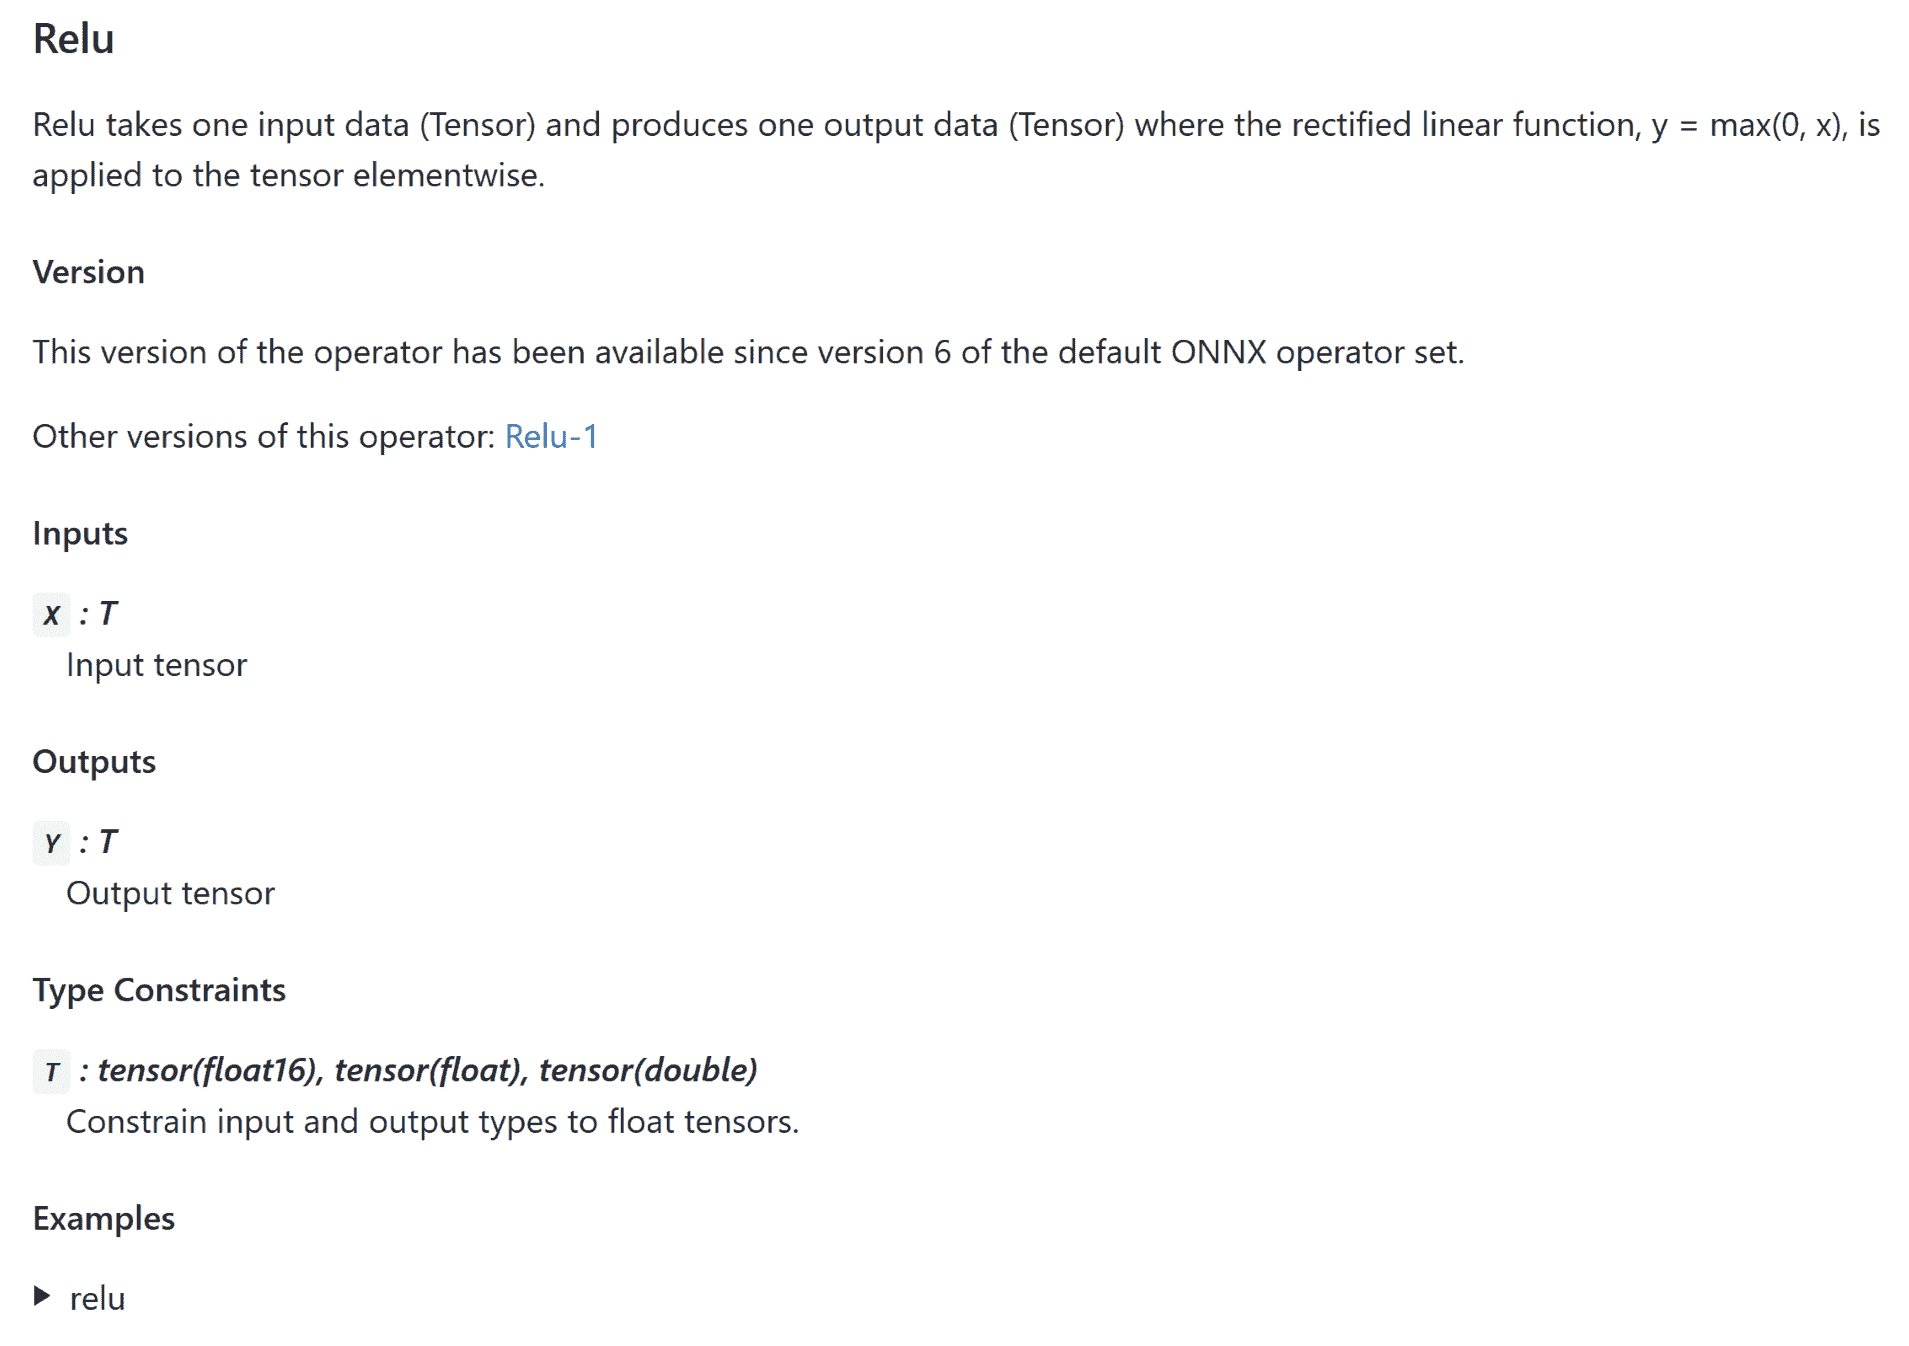 Relu
Relu takes one input data (Tensor) and produces one output data (Tensor) where the rectified linear function, y = max(0, x), is
applied to the tensor elementwise.
Version
This version of the operator has been available since version 6 of the default ONNX operator set.
Other versions of this operator: Relu-1
Inputs
X : T
Input tensor
Outputs
Y : T
Output tensor
Type Constraints
T : tensor(float16), tensor(float), tensor(double)
Constrain input and output types to float tensors.
Examples
relu